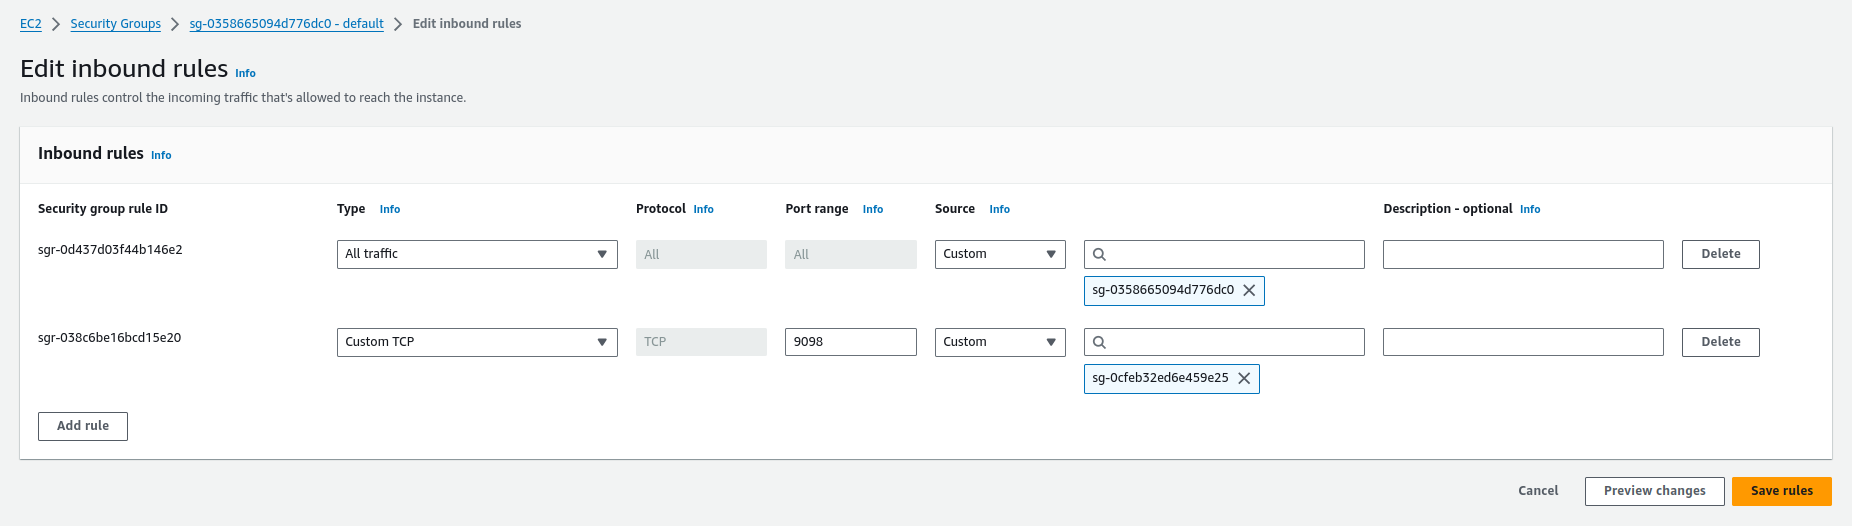 EC2 > Security Groups > sg-0358665094d776dc0 - default > Edit inbound rules
Edit inbound rules Info
Inbound rules control the incoming traffic that's allowed to reach the instance.
Inbound rules Info
Security group rule ID Type Info Protocol Info Port range Info Source Info Description - optional Info
sgr-0d437d03f44b146e2 All traffic All All Custom Delete
sg-0358665094d776dc0
sgr-038c6be16bcd15e20 Custom TCP TCP 9098 Custom Delete
sg-0cfeb32ed6e459e25
Add rule
Cancel Preview changes Save rules